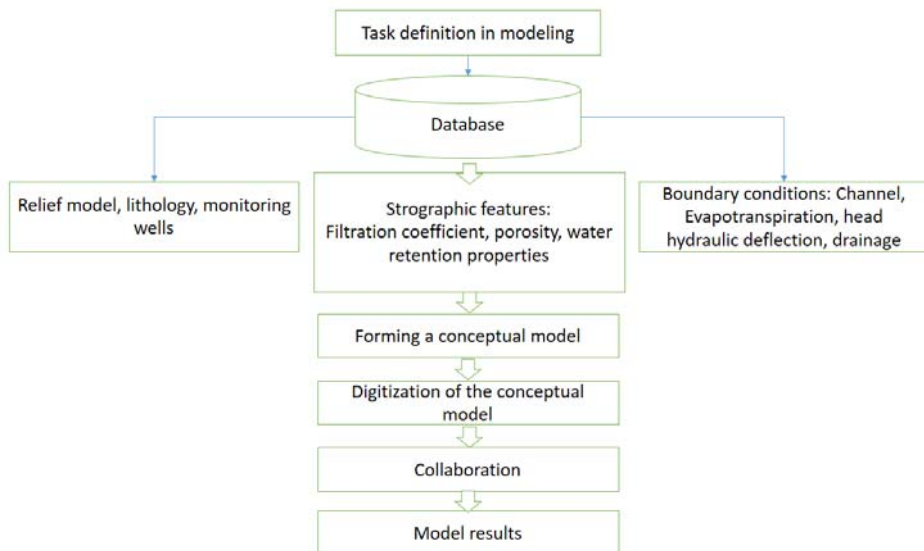 Task definition in modeling
Database
Relief model, lithology, monitoring
wells
Strographic features:
Filtration coefficient, porosity, water
retention properties
Boundary conditions: Channel,
Evapotranspiration, head
hydraulic deflection, drainage
Forming a conceptual model
Digitization of the conceptual
model
Collaboration
Model results